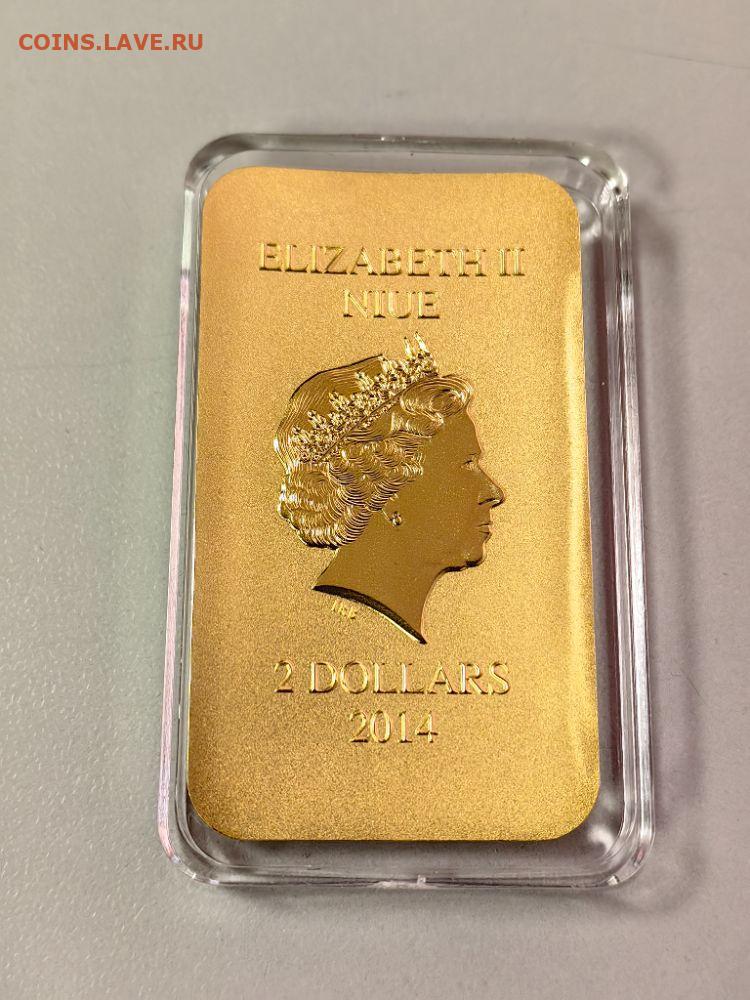 COINS.LAVE.RU
ELIZABETH II
NIUE
IRB
2 DOLLARS
2014